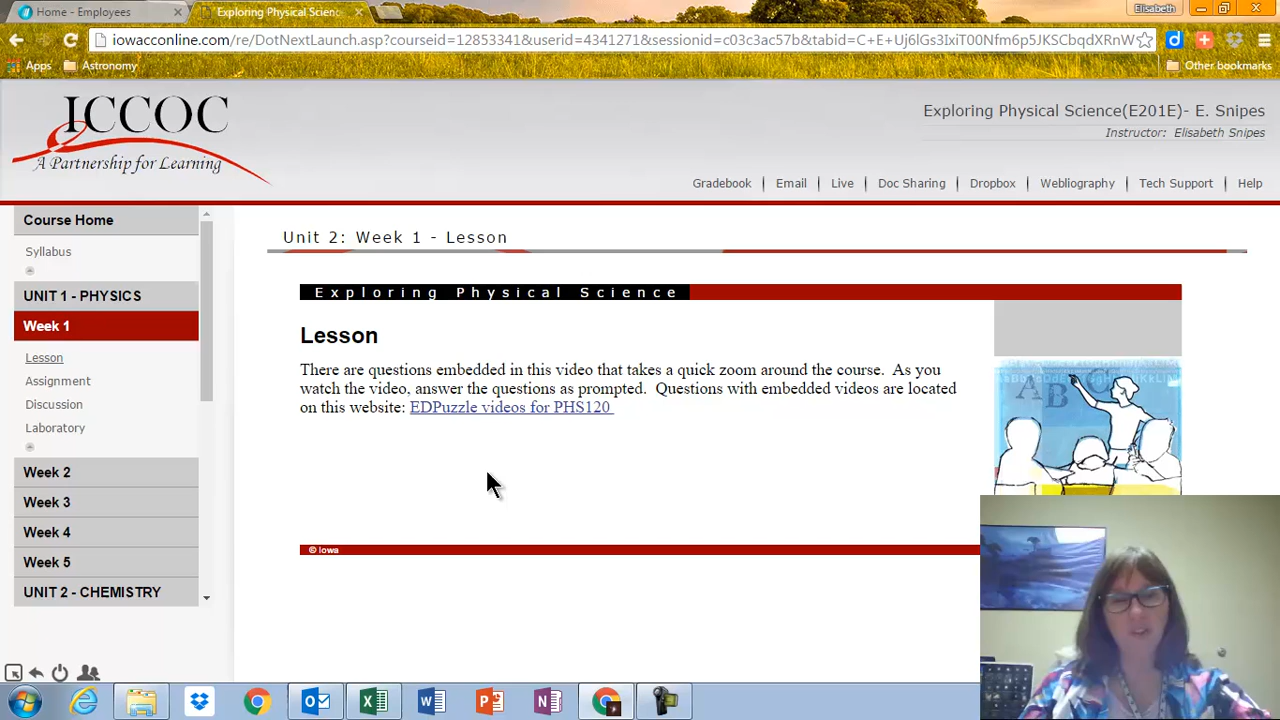 Home - Employees
Exploring Physical Scienc
Elisabeth
iowacconline.com/re/DotNextLaunch.asp?courseid=12853341&userid=4341271&sessionid=c03c3ac57b&tabid=C+E+Uj6lGs3IxiT00Nfm6p5JKSCbqdXRnW
Apps
Astronomy
Other bookmarks
ICCOC
A Partnership for Learning
Exploring Physical Science(E201E)- E. Snipes
Instructor: Elisabeth Snipes
Gradebook | Email | Live | Doc Sharing | Dropbox | Webliography | Tech Support | Help
Course Home
Syllabus
UNIT 1 - PHYSICS
Week 1
Lesson
Assignment
Discussion
Laboratory
Week 2
Week 3
Week 4
Week 5
UNIT 2 - CHEMISTRY
Unit 2: Week 1 - Lesson
Exploring Physical Science
Lesson
There are questions embedded in this video that takes a quick zoom around the course. As you
watch the video, answer the questions as prompted. Questions with embedded videos are located
on this website: EDPuzzle videos for PHS120
© Iowa